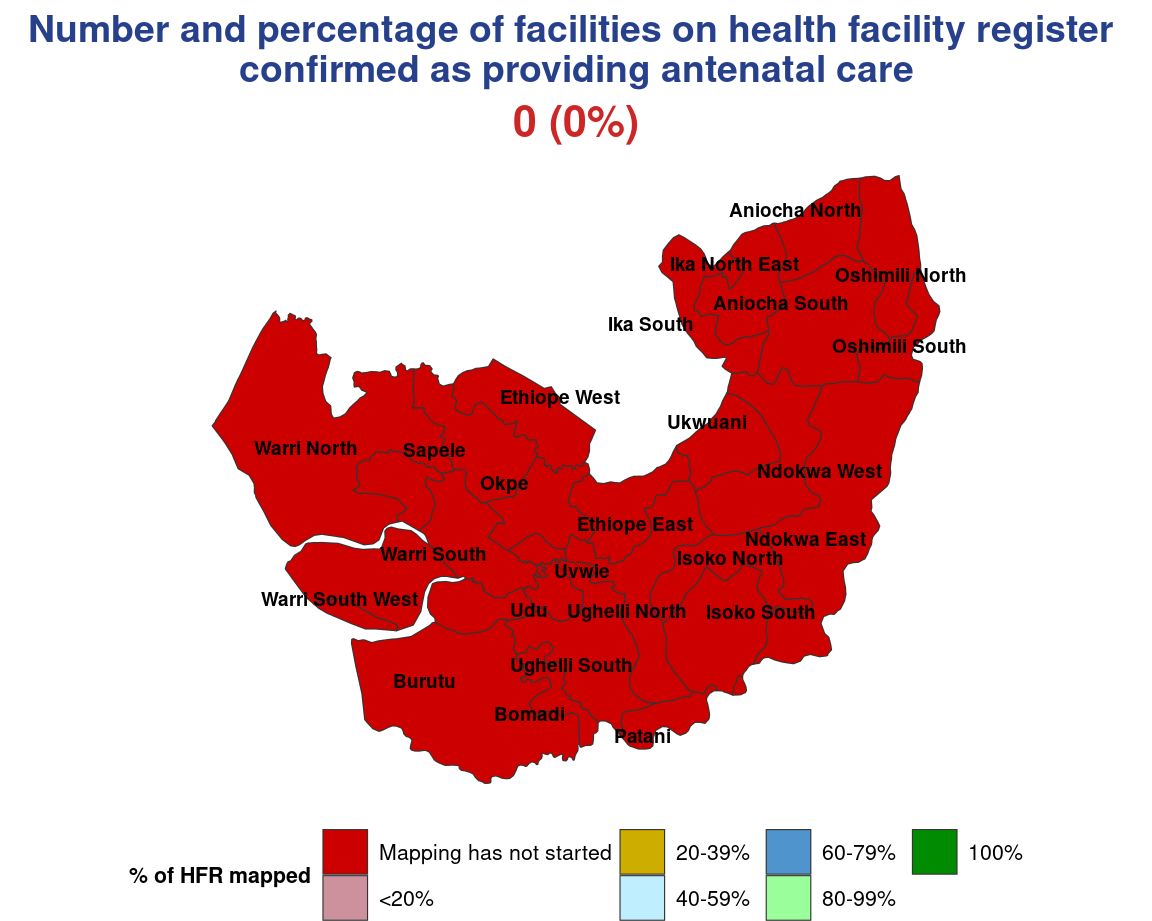 Number and percentage of facilities on health facility register
confirmed as providing antenatal care
0 (0%)
Aniocha North
Ika North East
Oshimili North
Aniocha South
Ika South
Oshimili South
Ethiope West
Ukwuani
Warri North
Sapele
Ndokwa West
Okpe
Ethiope East
Ndokwa East
Warri South
Isoko North
Uvwie
Warri South West
Udu
Ughelli North
Isoko South
Ughelli South
Burutu
Bomadi
Patani
% of HFR mapped
Mapping has not started
<20%
20-39%
40-59%
60-79%
80-99%
100%